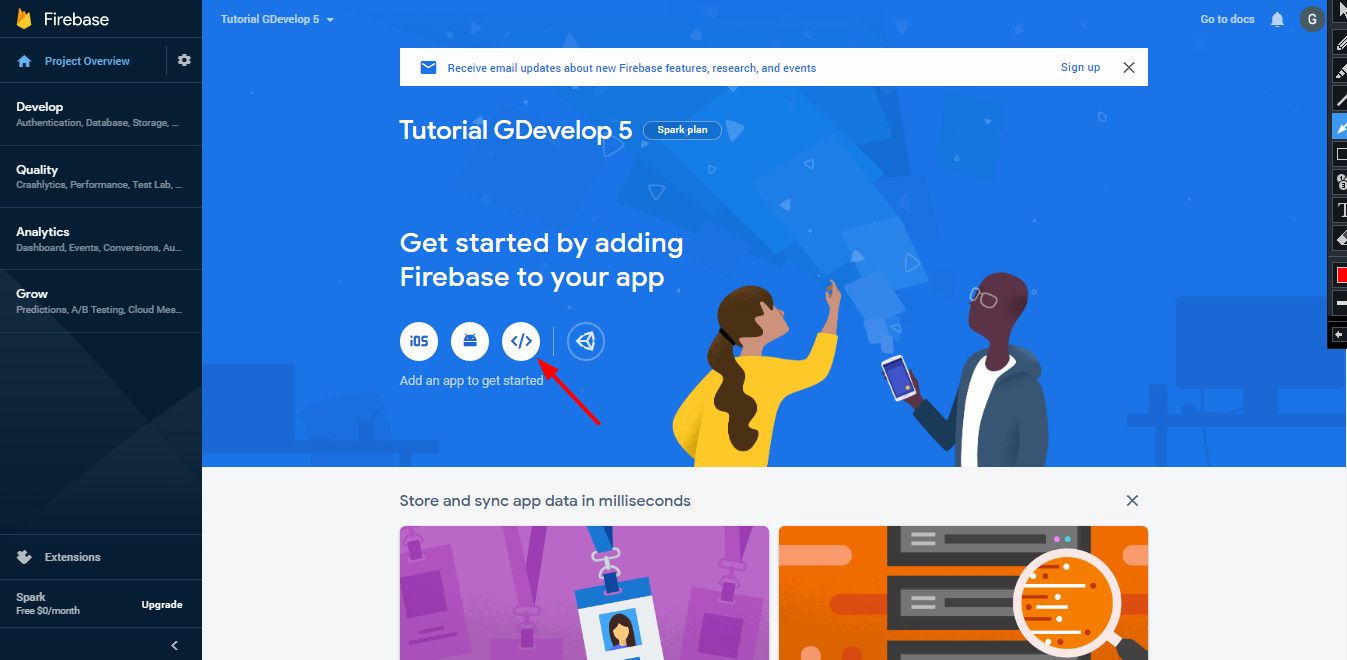 Firebase
Project Overview
Develop
Authentication, Database, Storage, ...
Quality
Crashlytics, Performance, Test Lab, ...
Analytics
Dashboard, Events, Conversions, Au...
Grow
Predictions, A/B Testing, Cloud Mes...
Extensions
Spark
Free $0/month
Upgrade
Tutorial GDevelop 5
Go to docs
G
Receive email updates about new Firebase features, research, and events
Sign up
Tutorial GDevelop 5
Spark plan
Get started by adding
Firebase to your app
iOS
</>
Add an app to get started
Store and sync app data in milliseconds